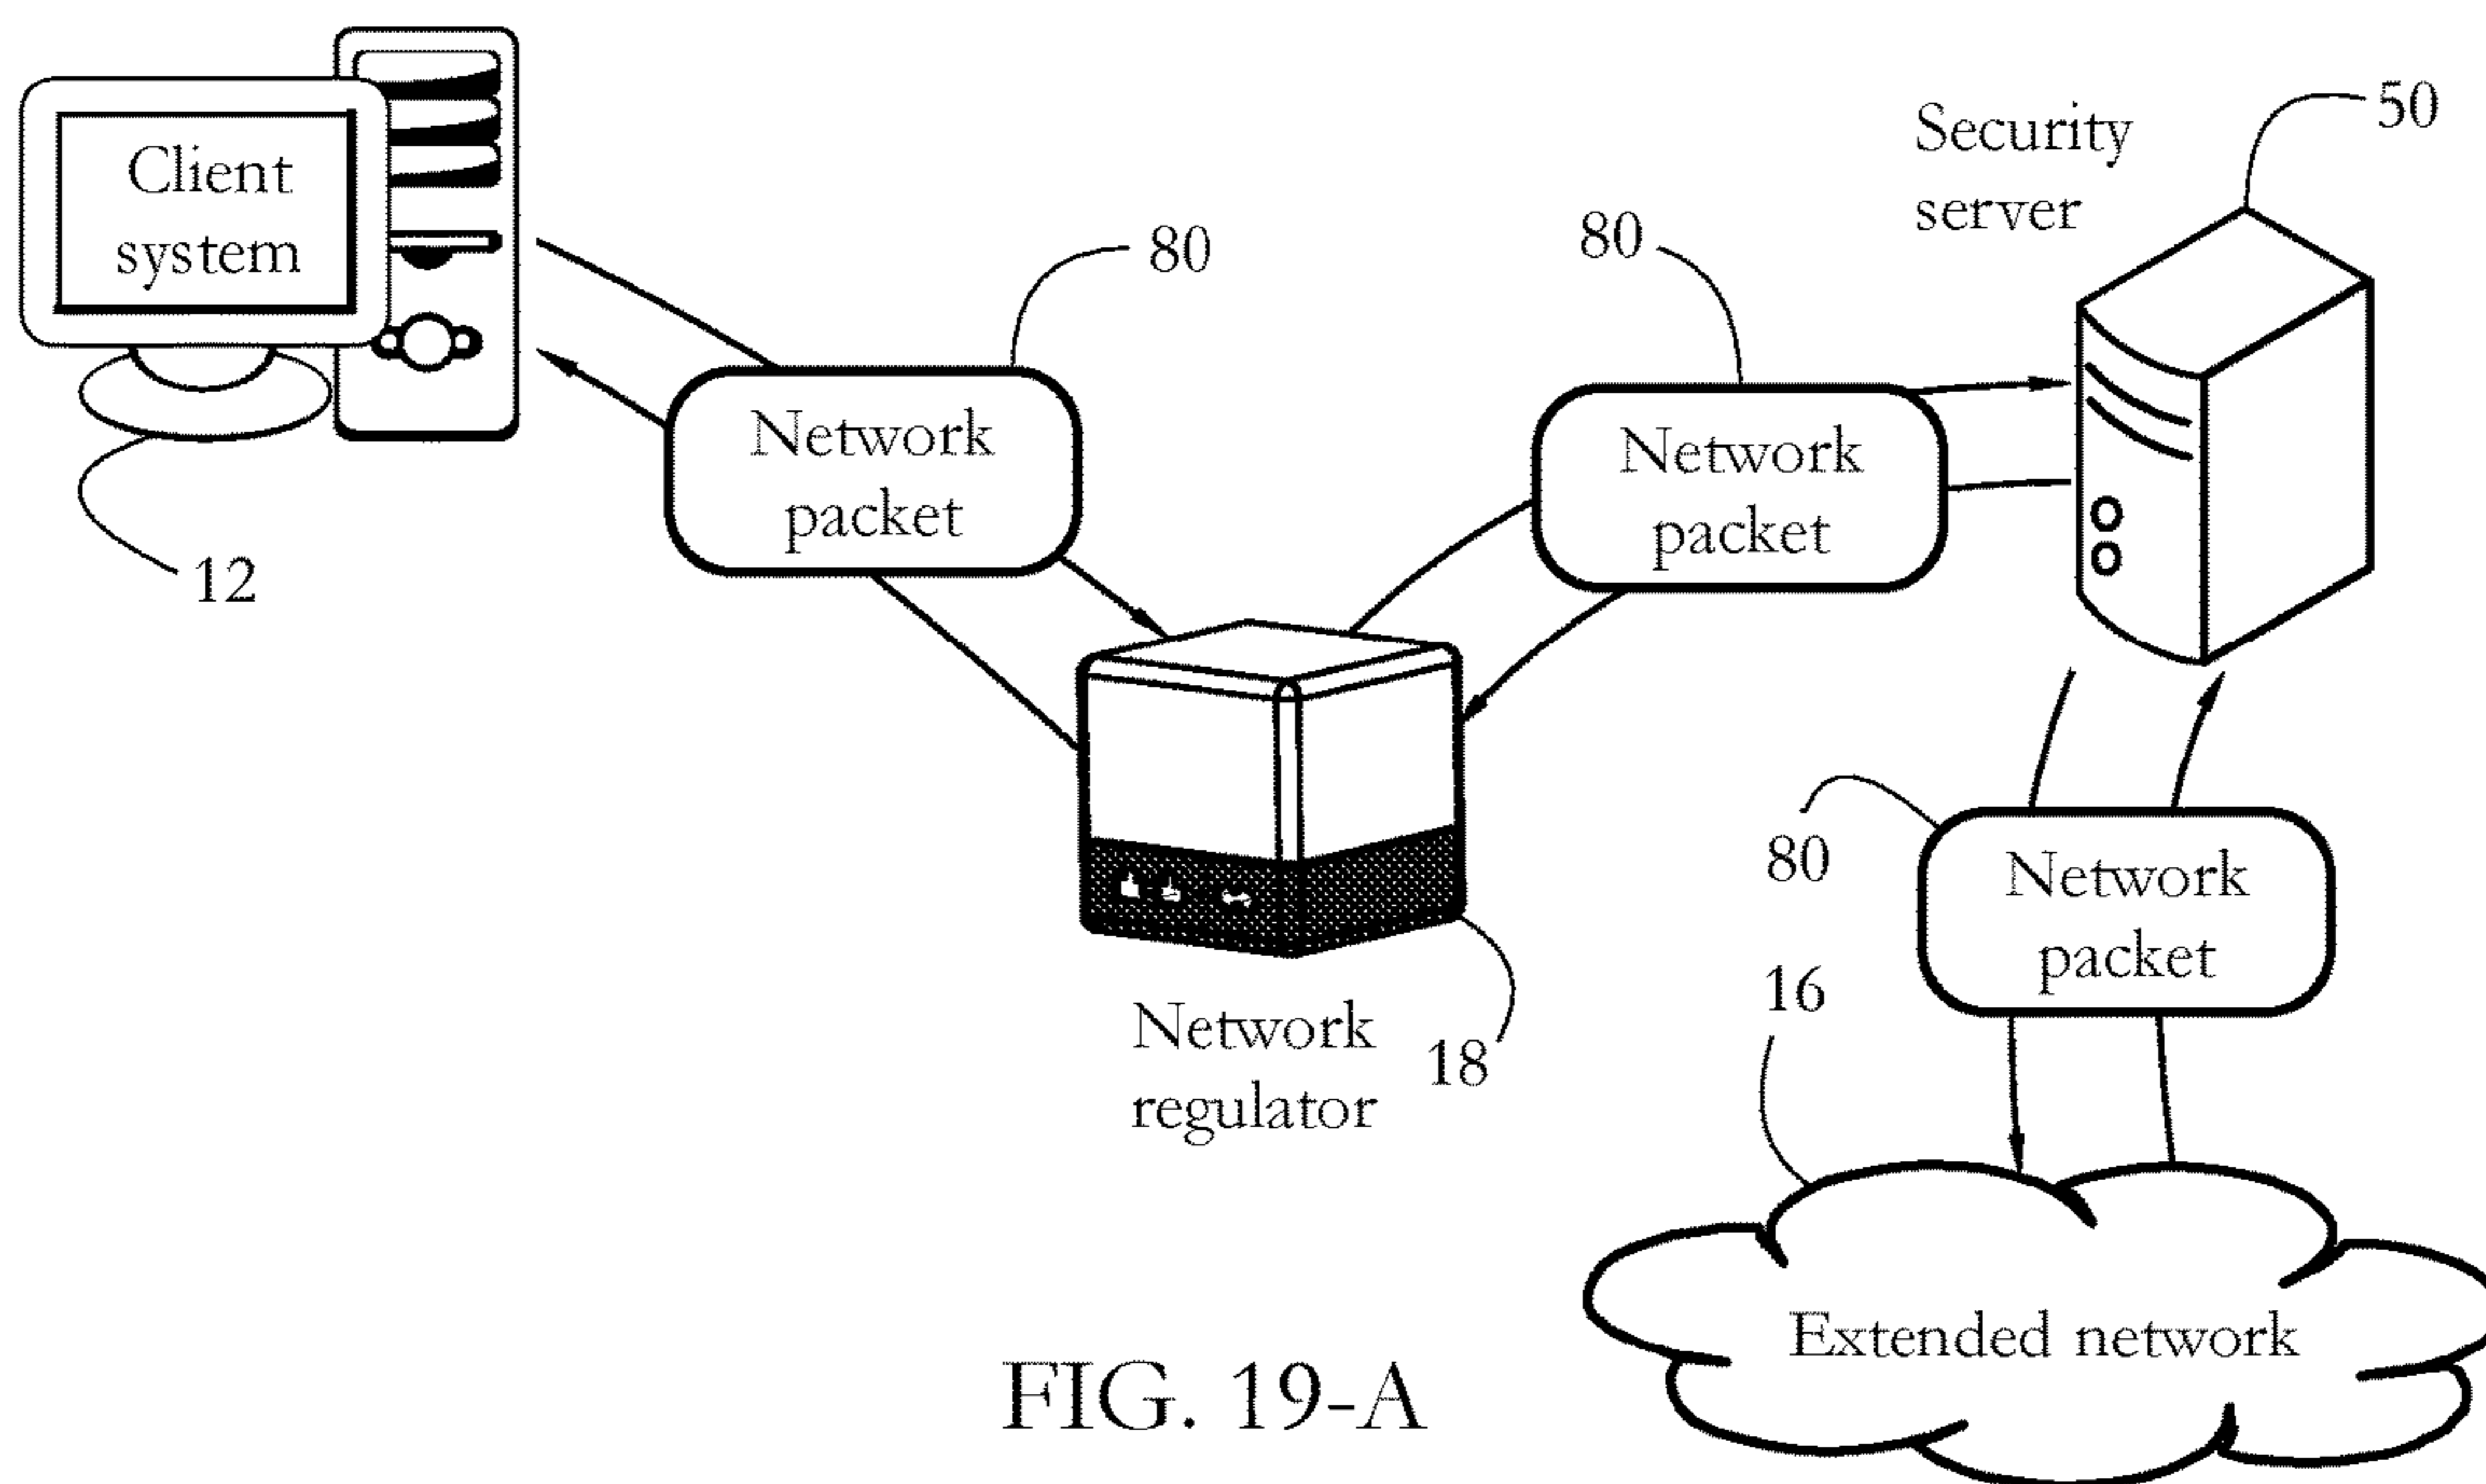 Client
system
12
80
Network
packet
80
Network
packet
Security
server
50
Network
regulator
18
80
Network
packet
16
Extended network
FIG. 19-A